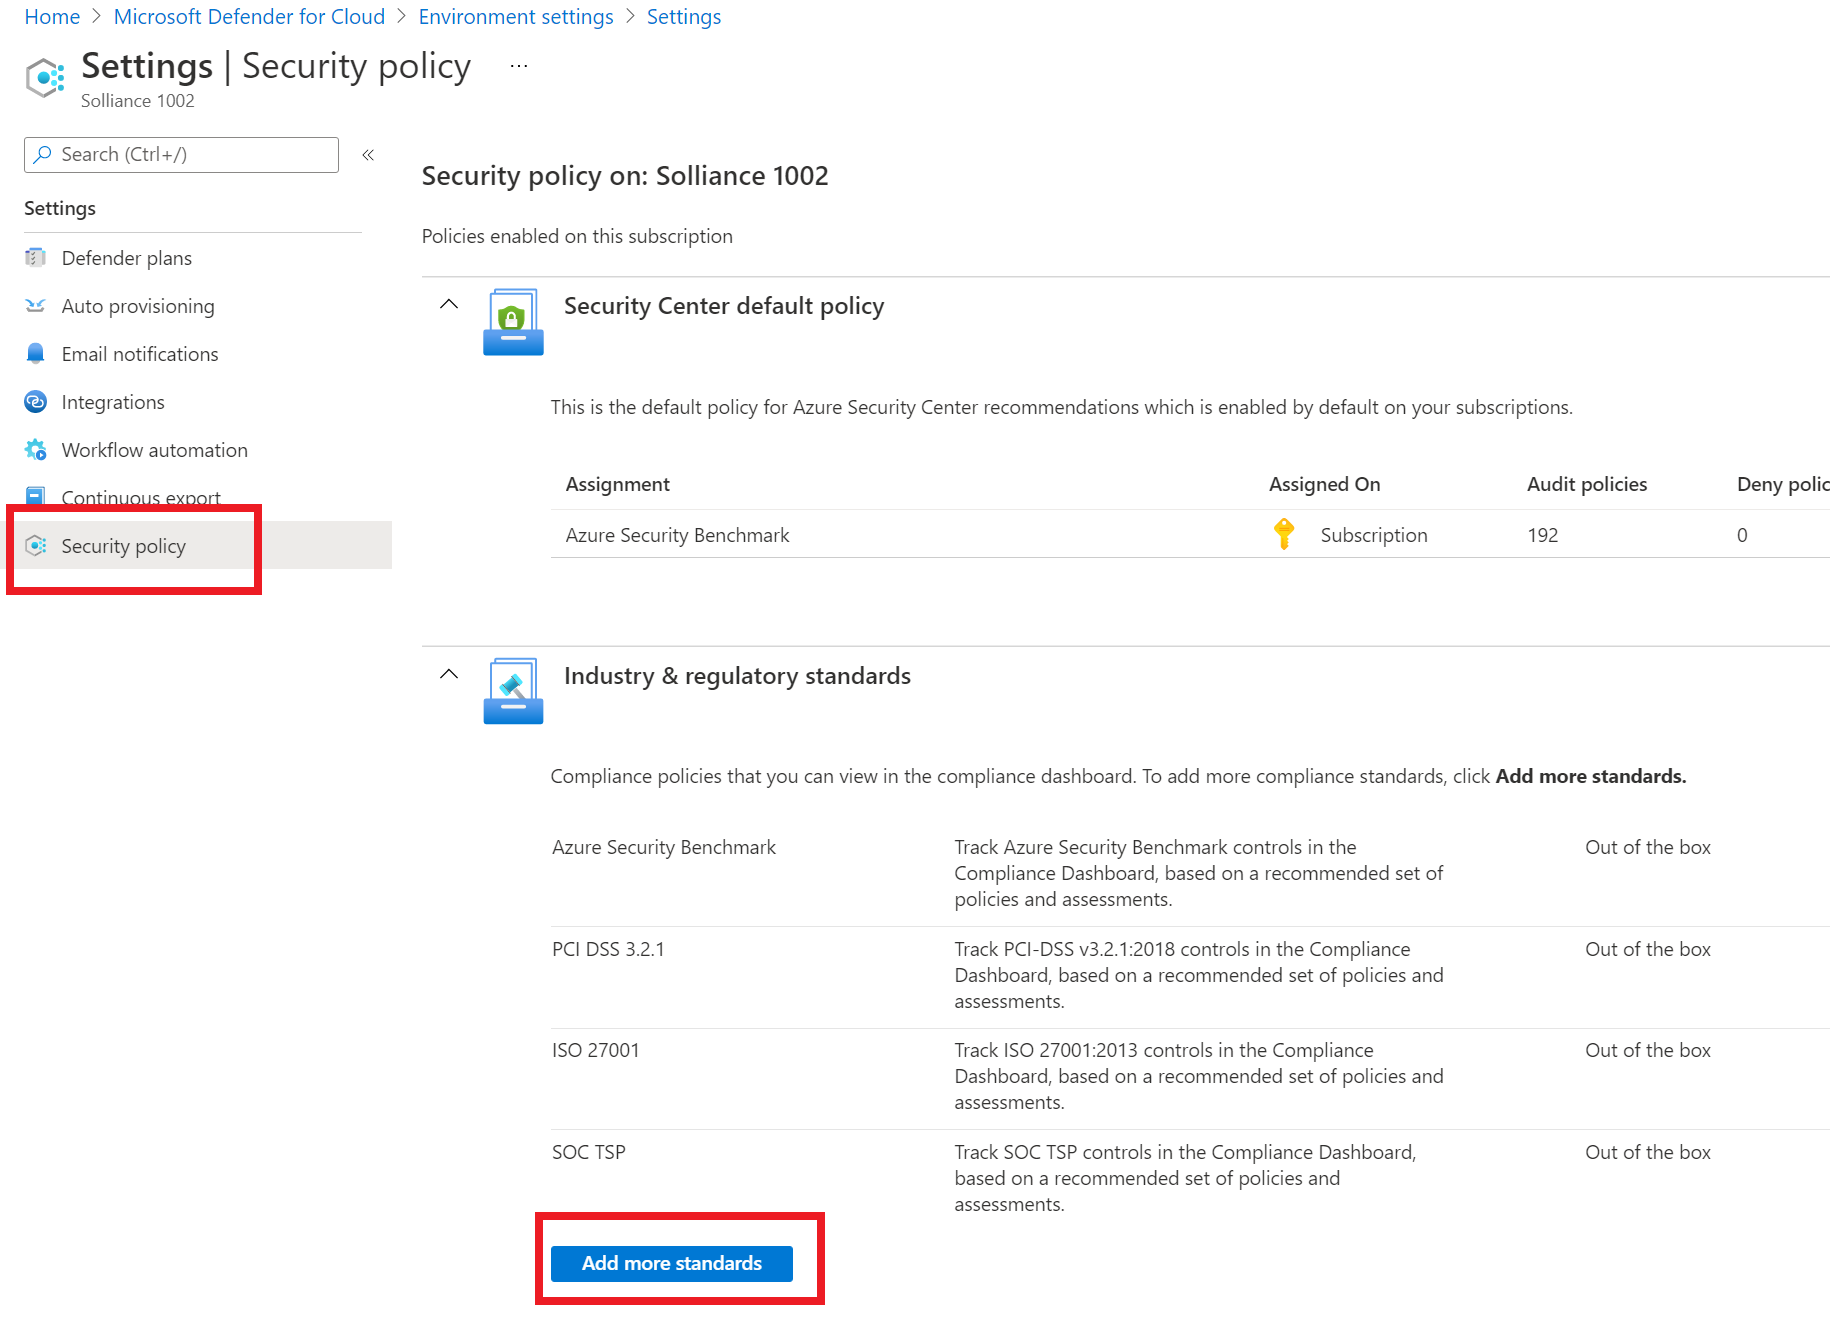 Home > Microsoft Defender for Cloud > Environment settings > Settings
Settings | Security policy ...
Solliance 1002
Search (Ctrl+/) «
Settings
Defender plans
Auto provisioning
Email notifications
Integrations
Workflow automation
Continuous export
Security policy
Security policy on: Solliance 1002
Policies enabled on this subscription
Security Center default policy
This is the default policy for Azure Security Center recommendations which is enabled by default on your subscriptions.
Assignment Assigned On Audit policies Deny polic
Azure Security Benchmark Subscription 192 0
Industry & regulatory standards
Compliance policies that you can view in the compliance dashboard. To add more compliance standards, click Add more standards.
Azure Security Benchmark Track Azure Security Benchmark controls in the Out of the box
Compliance Dashboard, based on a recommended set of
policies and assessments.
PCI DSS 3.2.1 Track PCI-DSS v3.2.1:2018 controls in the Compliance Out of the box
Dashboard, based on a recommended set of policies and
assessments.
ISO 27001 Track ISO 27001:2013 controls in the Compliance Out of the box
Dashboard, based on a recommended set of policies and
assessments.
SOC TSP Track SOC TSP controls in the Compliance Dashboard, Out of the box
based on a recommended set of policies and
assessments.
Add more standards